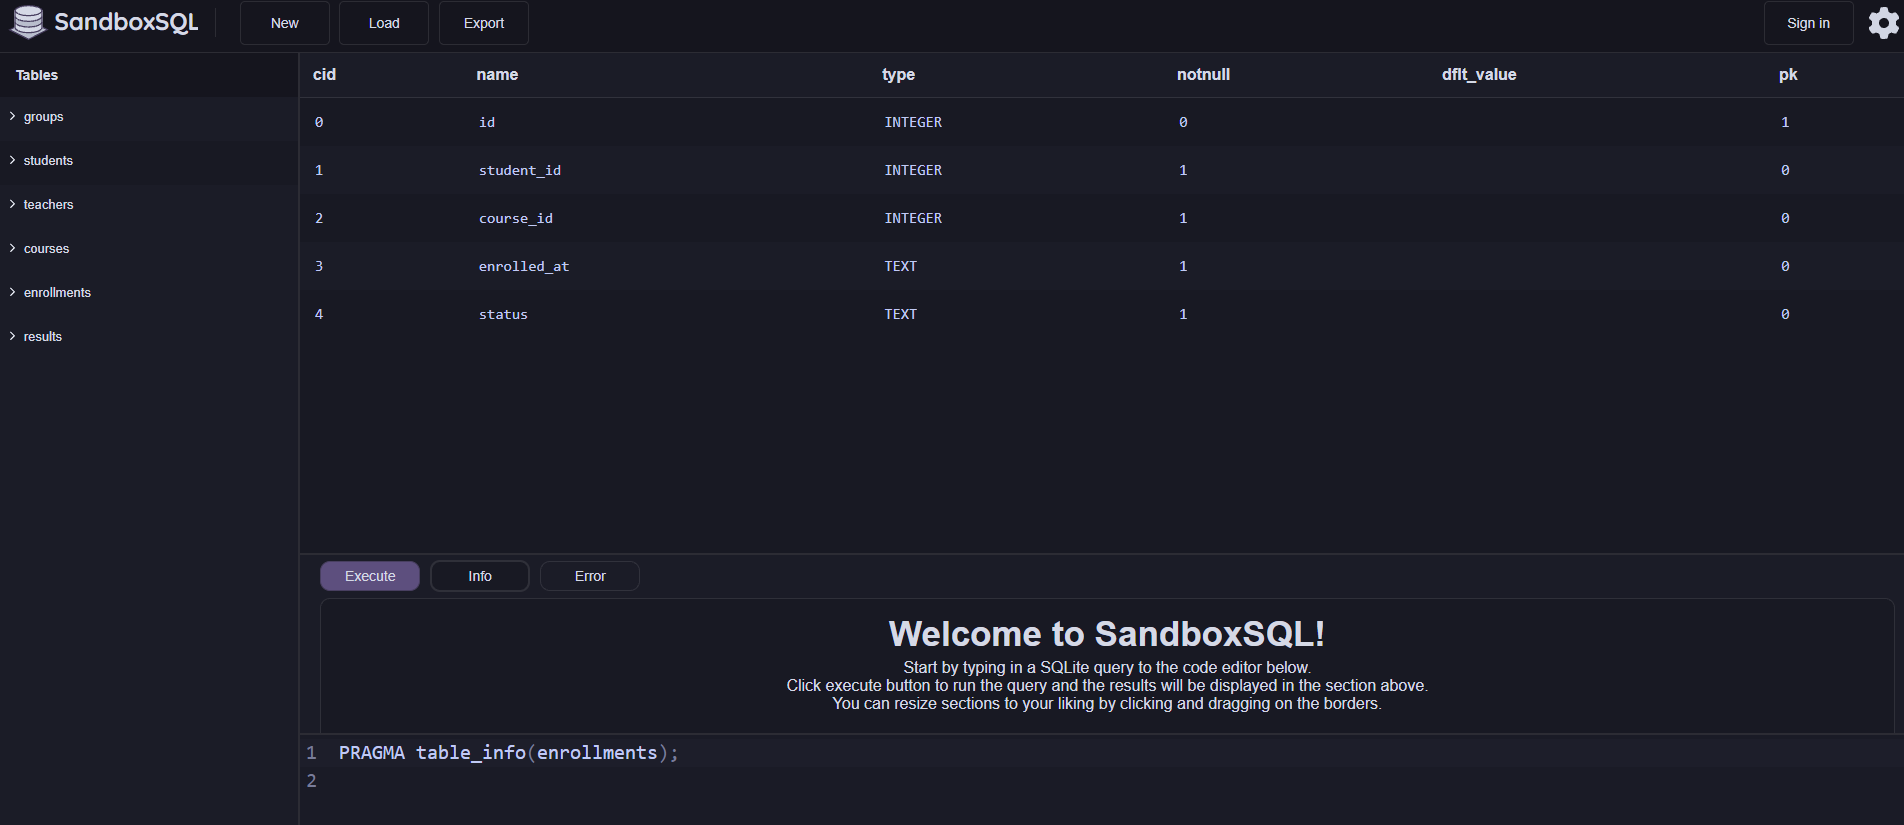 SandboxSQL New Load Export Sign in
Tables
groups
students
teachers
courses
enrollments
results
cid name type notnull dflt_value pk
0 id INTEGER 0 1
1 student_id INTEGER 1 0
2 course_id INTEGER 1 0
3 enrolled_at TEXT 1 0
4 status TEXT 1 0
Execute Info Error
Welcome to SandboxSQL!
Start by typing in a SQLite query to the code editor below.
Click execute button to run the query and the results will be displayed in the section above.
You can resize sections to your liking by clicking and dragging on the borders.
1 PRAGMA table_info(enrollments);
2